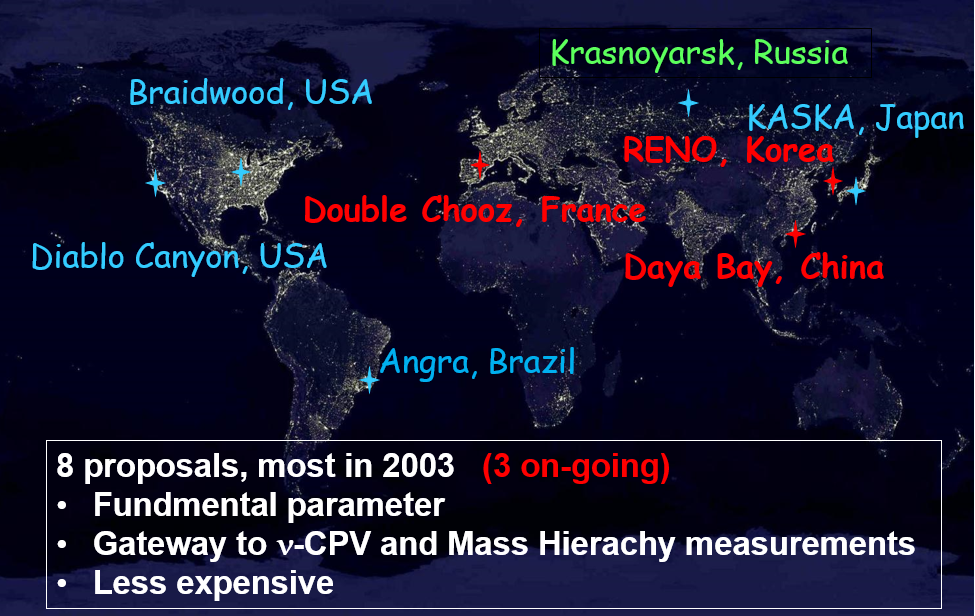 Krasnoyarsk, Russia
Braidwood, USA
KASKA, Japan
RENO, Korea
Double Chooz, France
Diablo Canyon, USA
Daya Bay, China
Angra, Brazil
8 proposals, most in 2003 (3 on-going)
• Fundmental parameter
• Gateway to ν-CPV and Mass Hierachy measurements
• Less expensive